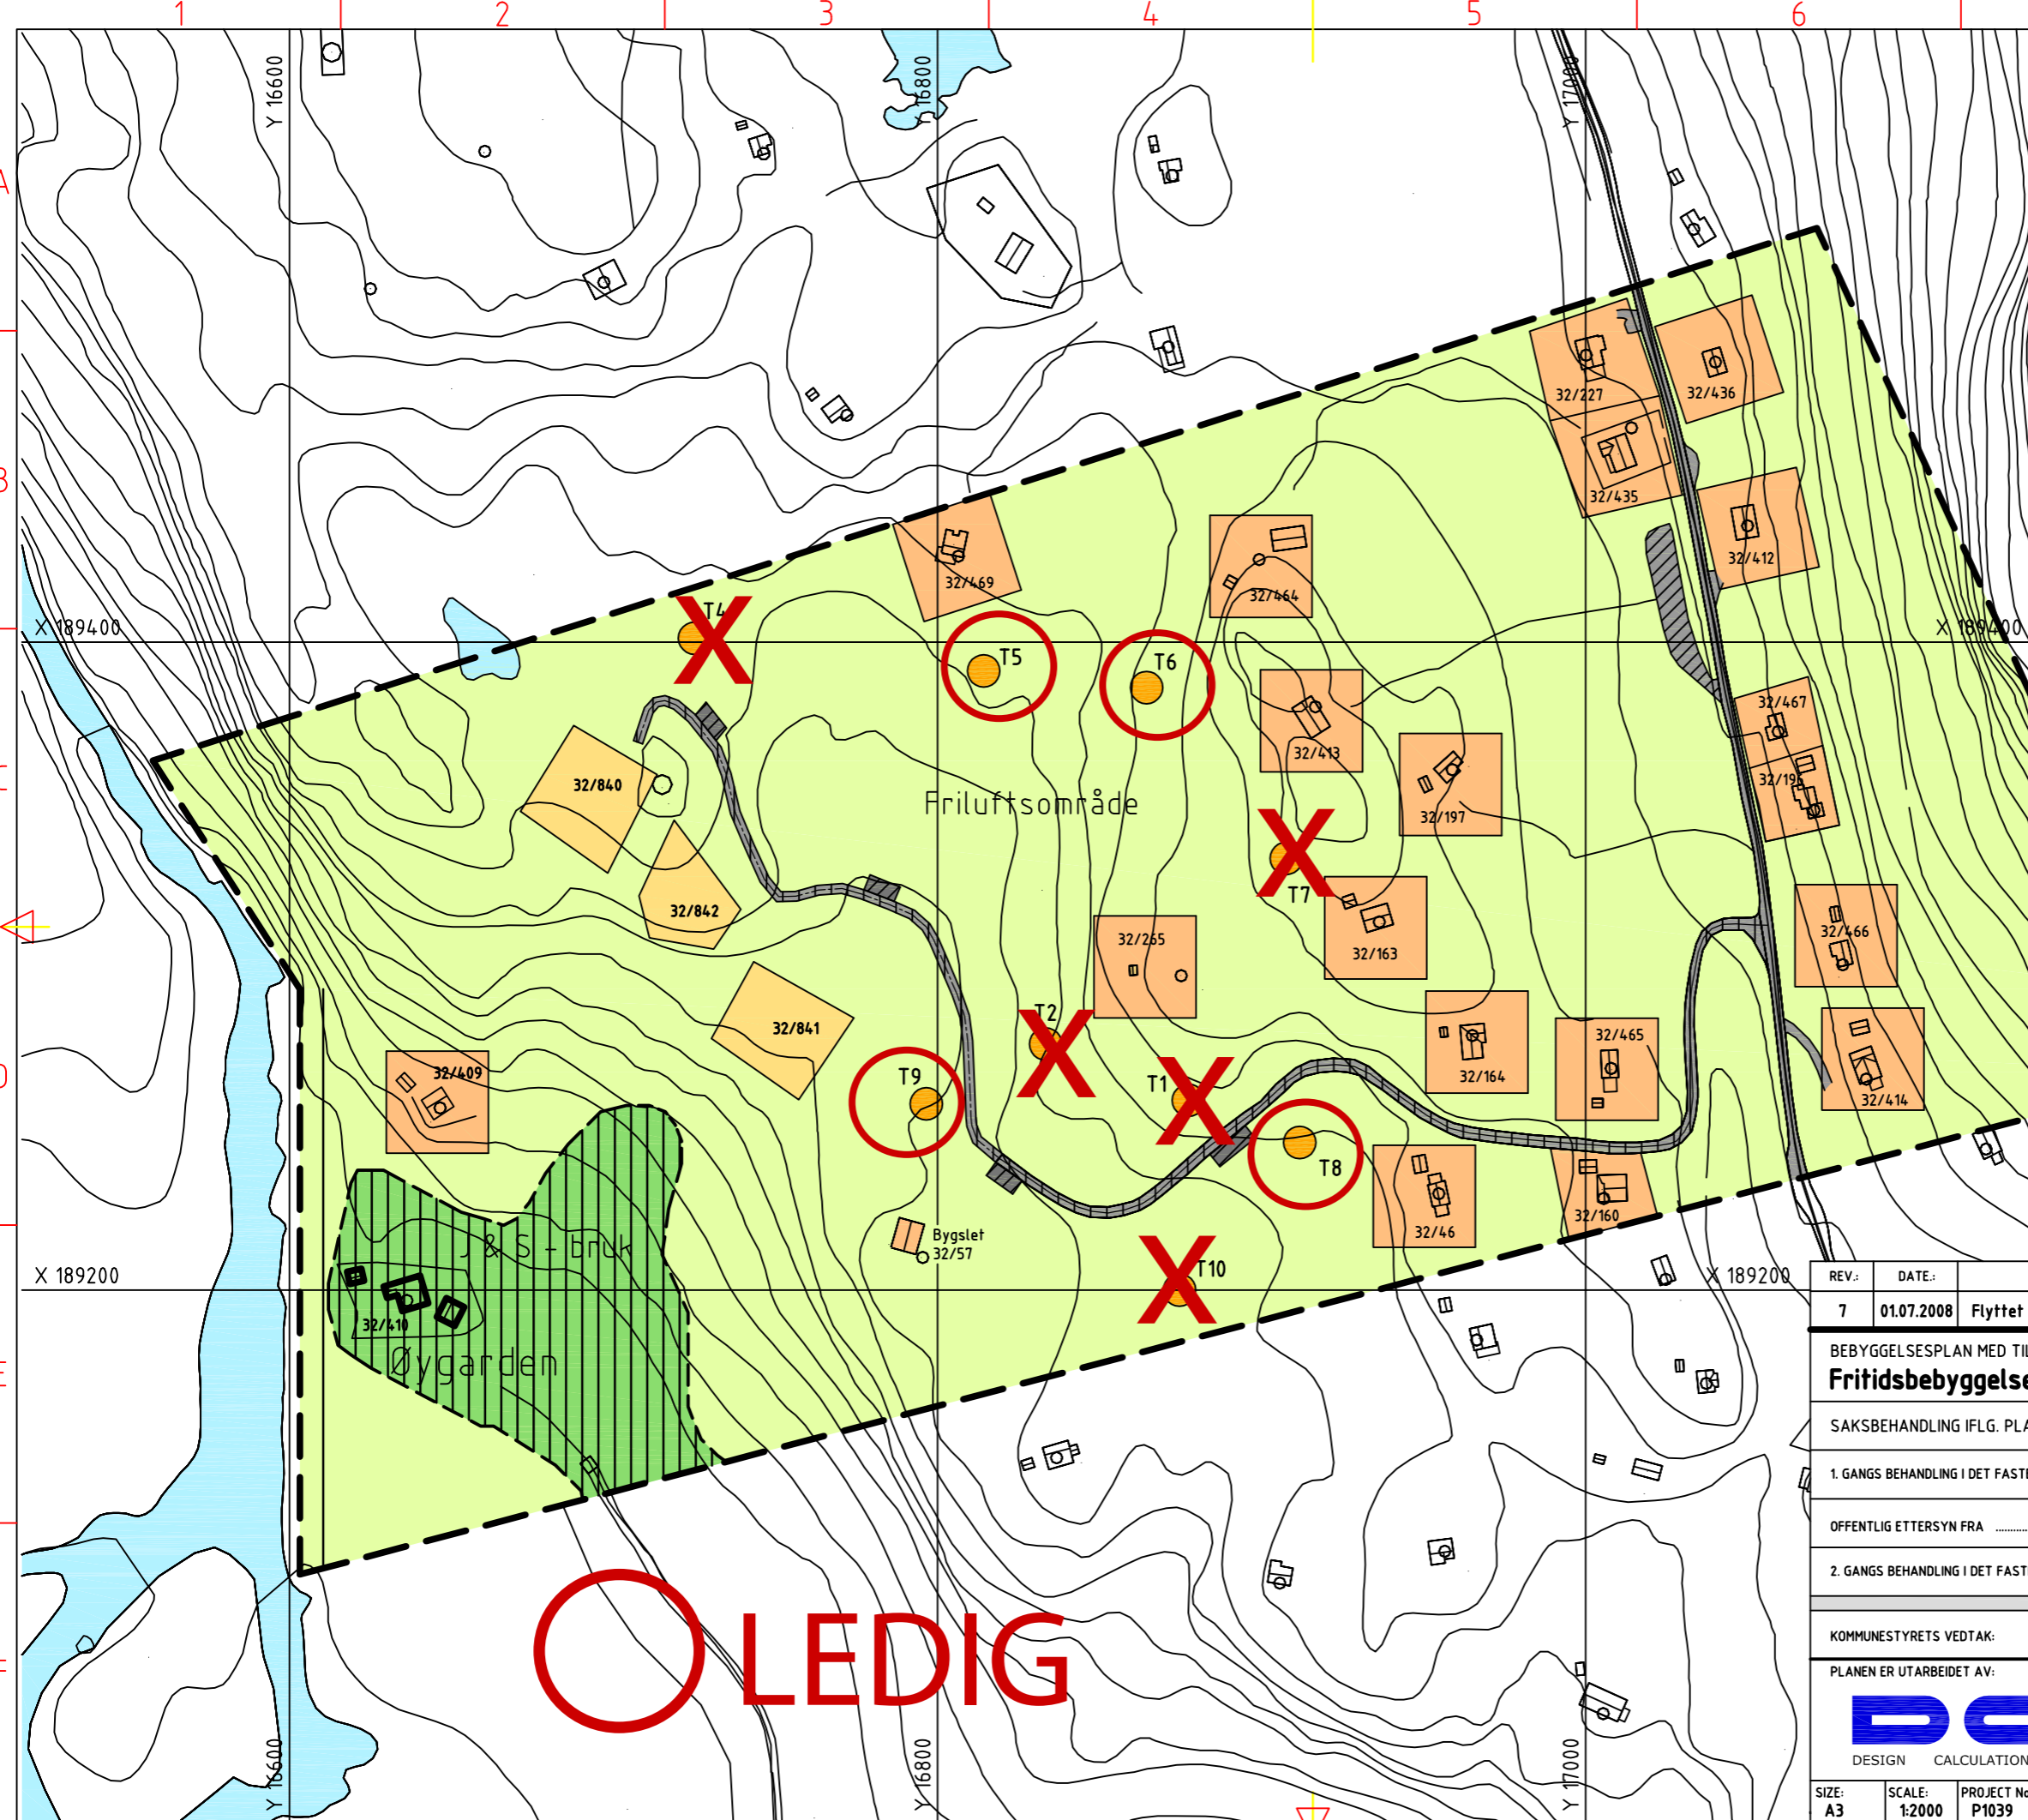 1 2 3 4 5 6
Y 16600
Y 16800
Y 17000
A
B
32/227
32/436
32/435
32/412
32/469
32/464
X 189400
X 189400
T4
T5
T6
32/467
32/413
32/840
Friluftsområde
32/197
T7
32/842
32/265
32/163
32/466
T2
32/841
32/465
32/409
T9
T1
32/164
32/414
T8
32/46
32/160
J & S - bruk
Bygslet
32/57
X 189200
T10
X 189200
32/410
Øygarden
E
LEDIG
Y 16600
Y 16800
Y 17000
REV.: DATE.:
7 01.07.2008 Flyttet
BEBYGGELSESPLAN MED
Fritidsbebyggelse
SAKSBEHANDLING IFLG.
1. GANGS BEHANDLING I DET
OFFENTLIG ETTERSYN FRA
2. GANGS BEHANDLING I DET
KOMMUNESTYRETS VEDTAK:
PLANEN ER UTARBEIDET AV:
DESIGN CALCULATION
SIZE: SCALE: PROJECT
A3 1:2000 P1039